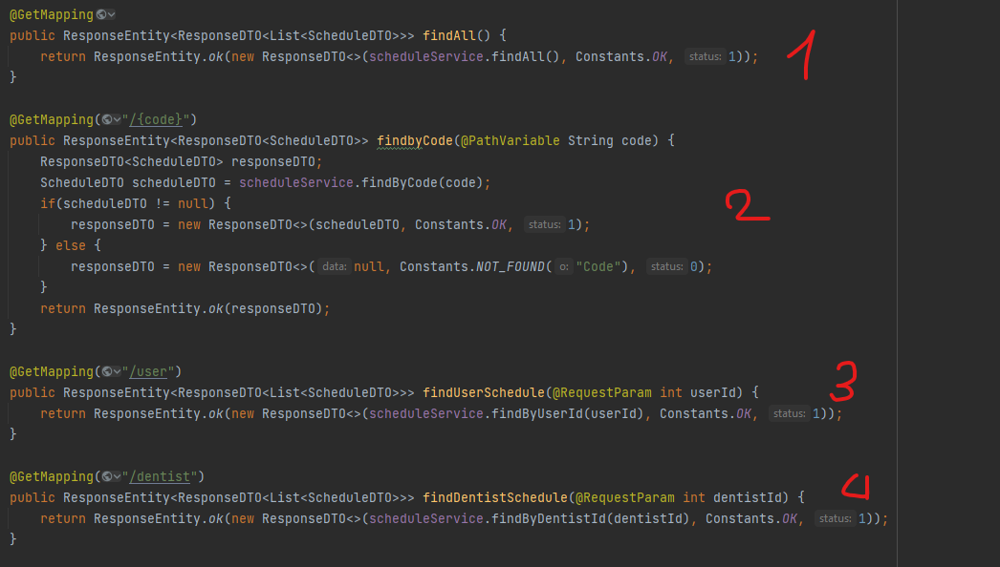 @GetMapping
public ResponseEntity<ResponseDTO<List<ScheduleDTO>>> findAll() {
    return ResponseEntity.ok(new ResponseDTO<>(scheduleService.findAll(), Constants.OK, status: 1));
}
1
@GetMapping("/{code}")
public ResponseEntity<ResponseDTO<ScheduleDTO>> findbyCode(@PathVariable String code) {
    ResponseDTO<ScheduleDTO> responseDTO;
    ScheduleDTO scheduleDTO = scheduleService.findByCode(code);
    if(scheduleDTO != null) {
        responseDTO = new ResponseDTO<>(scheduleDTO, Constants.OK, status: 1);
    } else {
        responseDTO = new ResponseDTO<>( data: null, Constants.NOT_FOUND( o: "Code"), status: 0);
    }
    return ResponseEntity.ok(responseDTO);
}
2
@GetMapping("/user")
public ResponseEntity<ResponseDTO<List<ScheduleDTO>>> findUserSchedule(@RequestParam int userId) {
    return ResponseEntity.ok(new ResponseDTO<>(scheduleService.findByUserId(userId), Constants.OK, status: 1));
}
3
@GetMapping("/dentist")
public ResponseEntity<ResponseDTO<List<ScheduleDTO>>> findDentistSchedule(@RequestParam int dentistId) {
    return ResponseEntity.ok(new ResponseDTO<>(scheduleService.findByDentistId(dentistId), Constants.OK, status: 1));
}
4